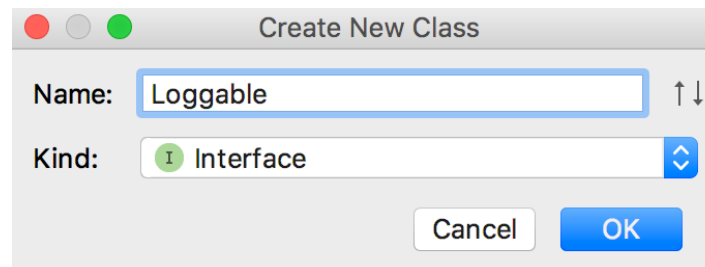 Create New Class
Name: Loggable ↑↓
Kind: I Interface
Cancel OK